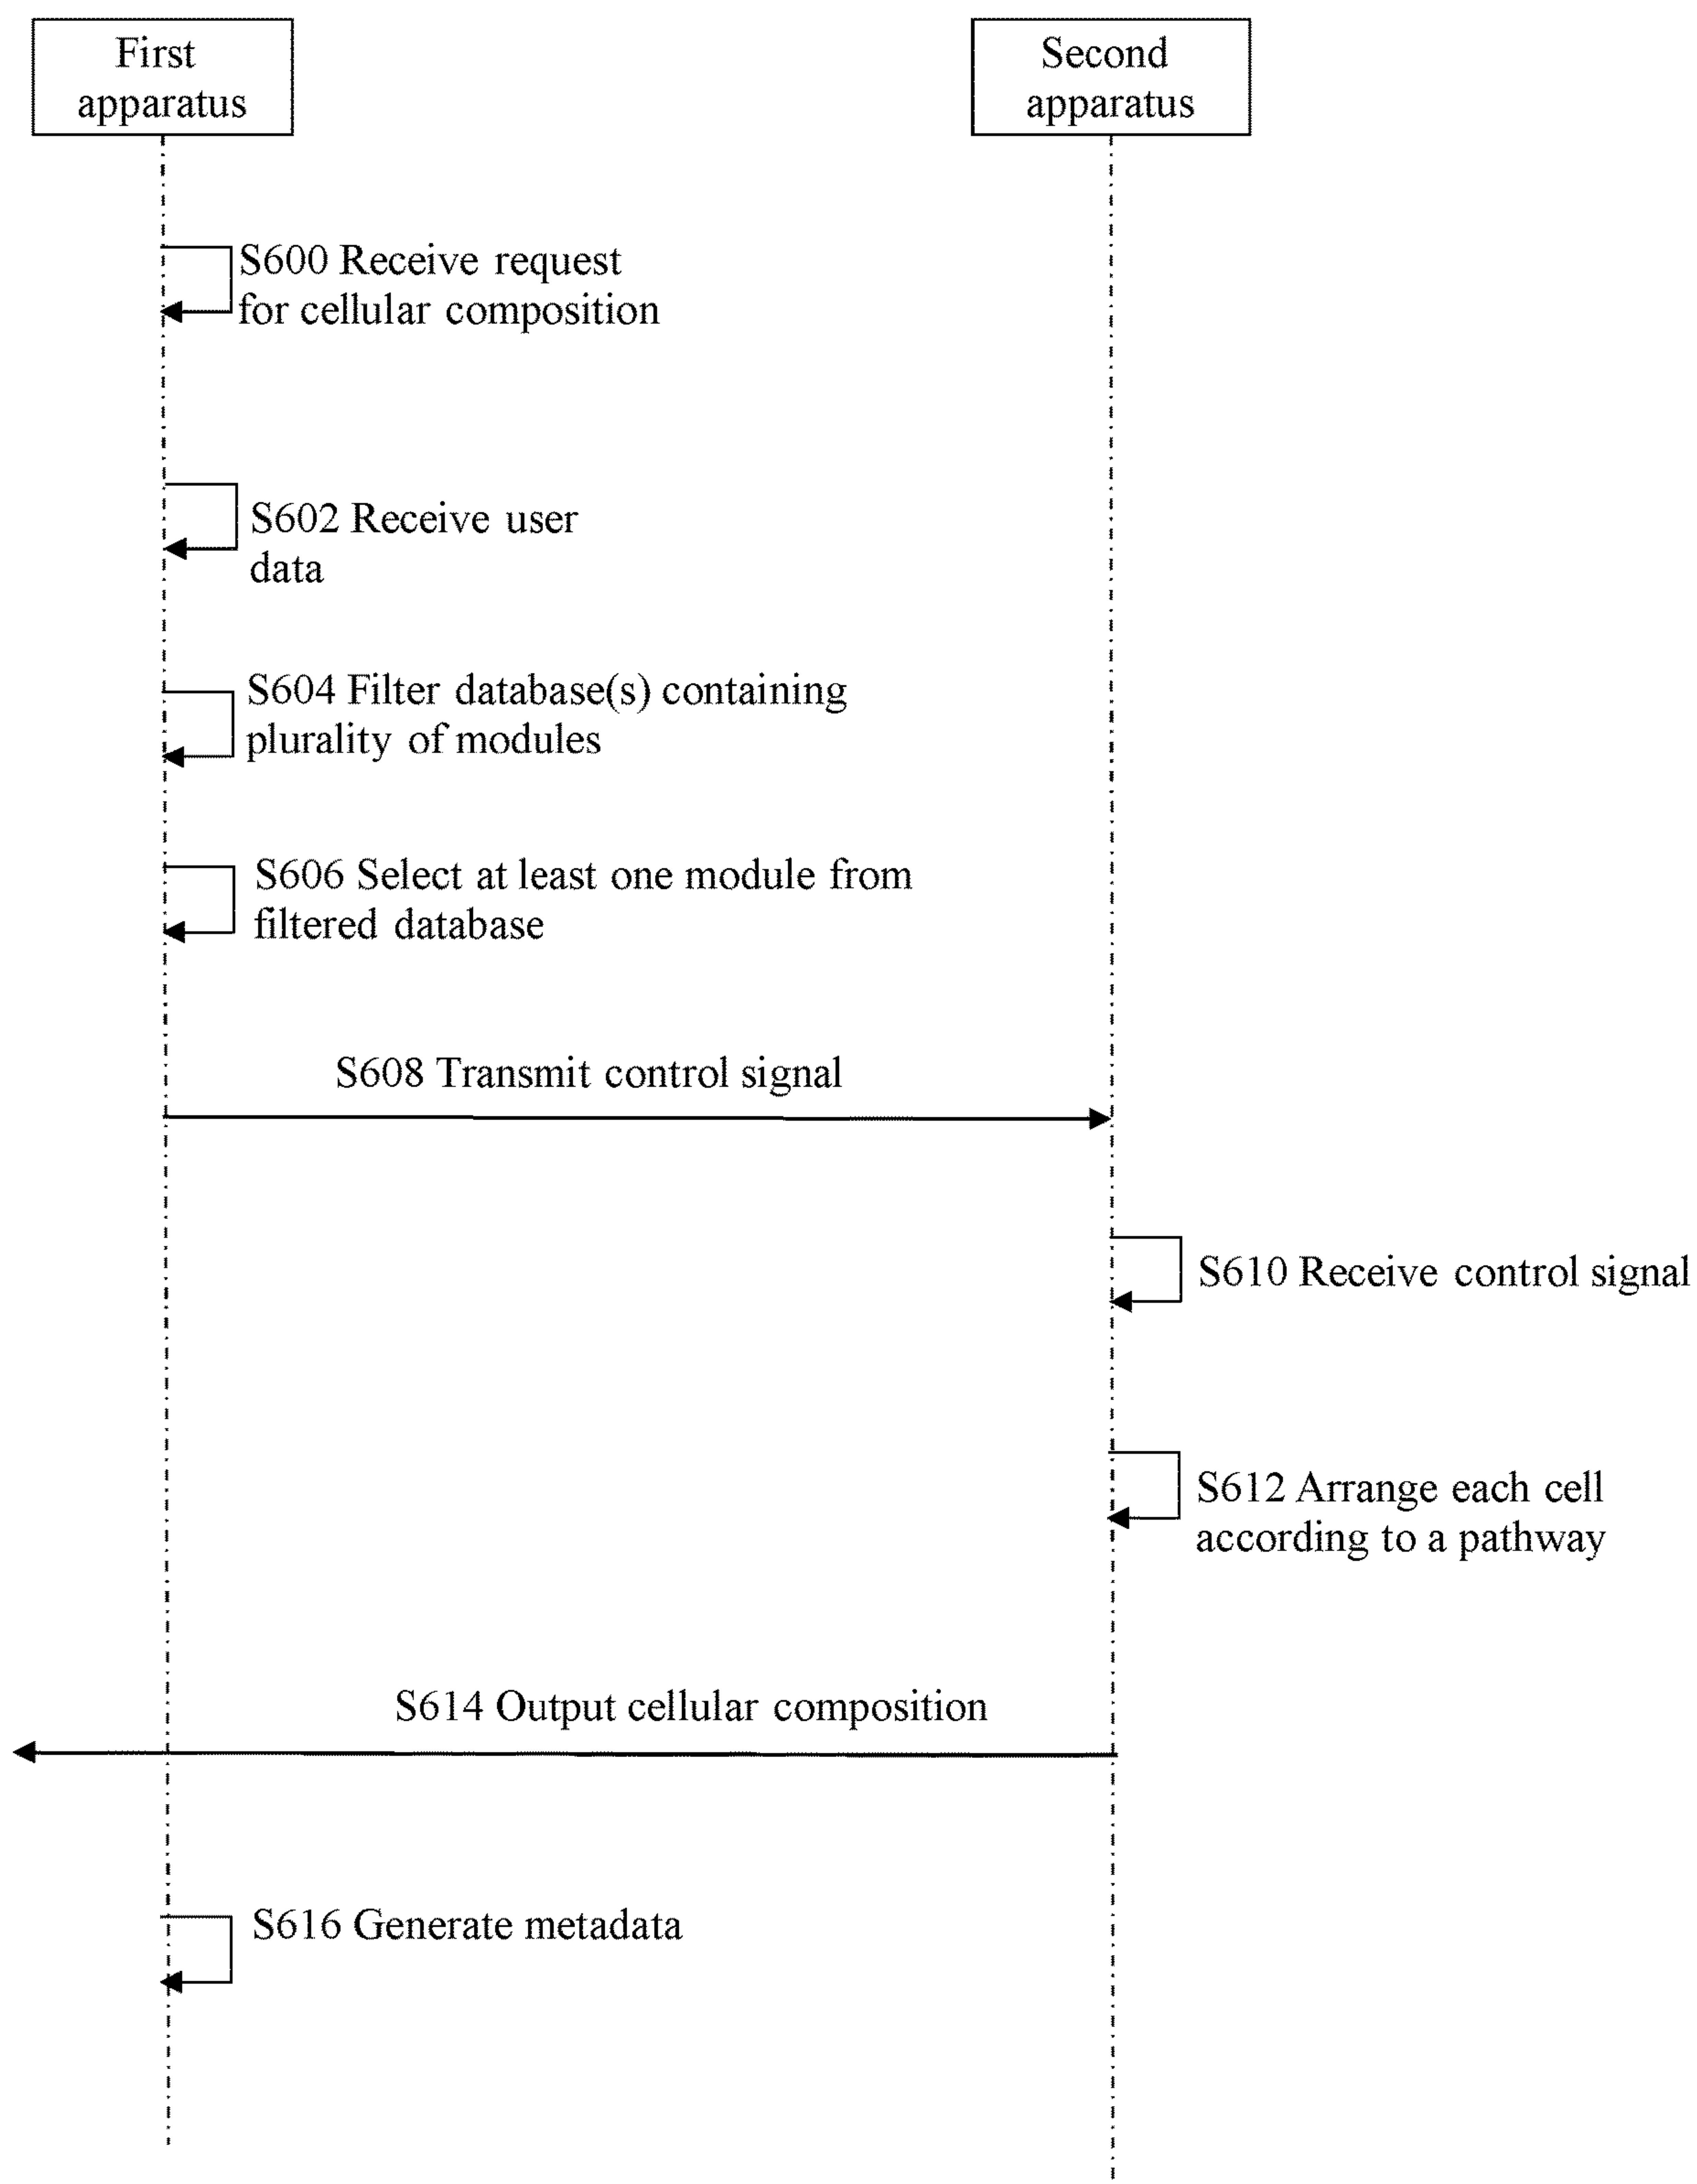 First
apparatus
Second
apparatus
S600 Receive request
for cellular composition
S602 Receive user
data
S604 Filter database(s) containing
plurality of modules
S606 Select at least one module from
filtered database
S608 Transmit control signal
S610 Receive control signal
S612 Arrange each cell
according to a pathway
S614 Output cellular composition
S616 Generate metadata